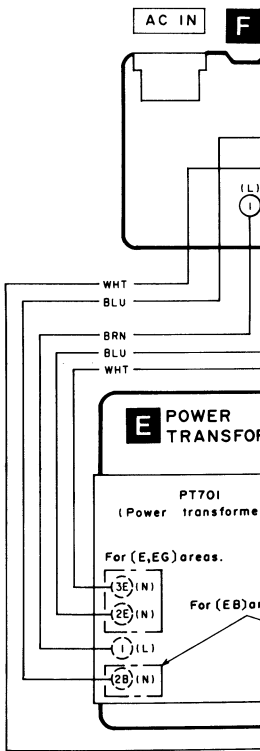 AC IN F
(L)
1
WHT
BLU
BRN
BLU
WHT
E POWER
TRANSFOR
PT701
(Power transforme
For (E,EG) areas.
3E (N)
2E (N)
For (EB) ar
1 (L)
2B (N)